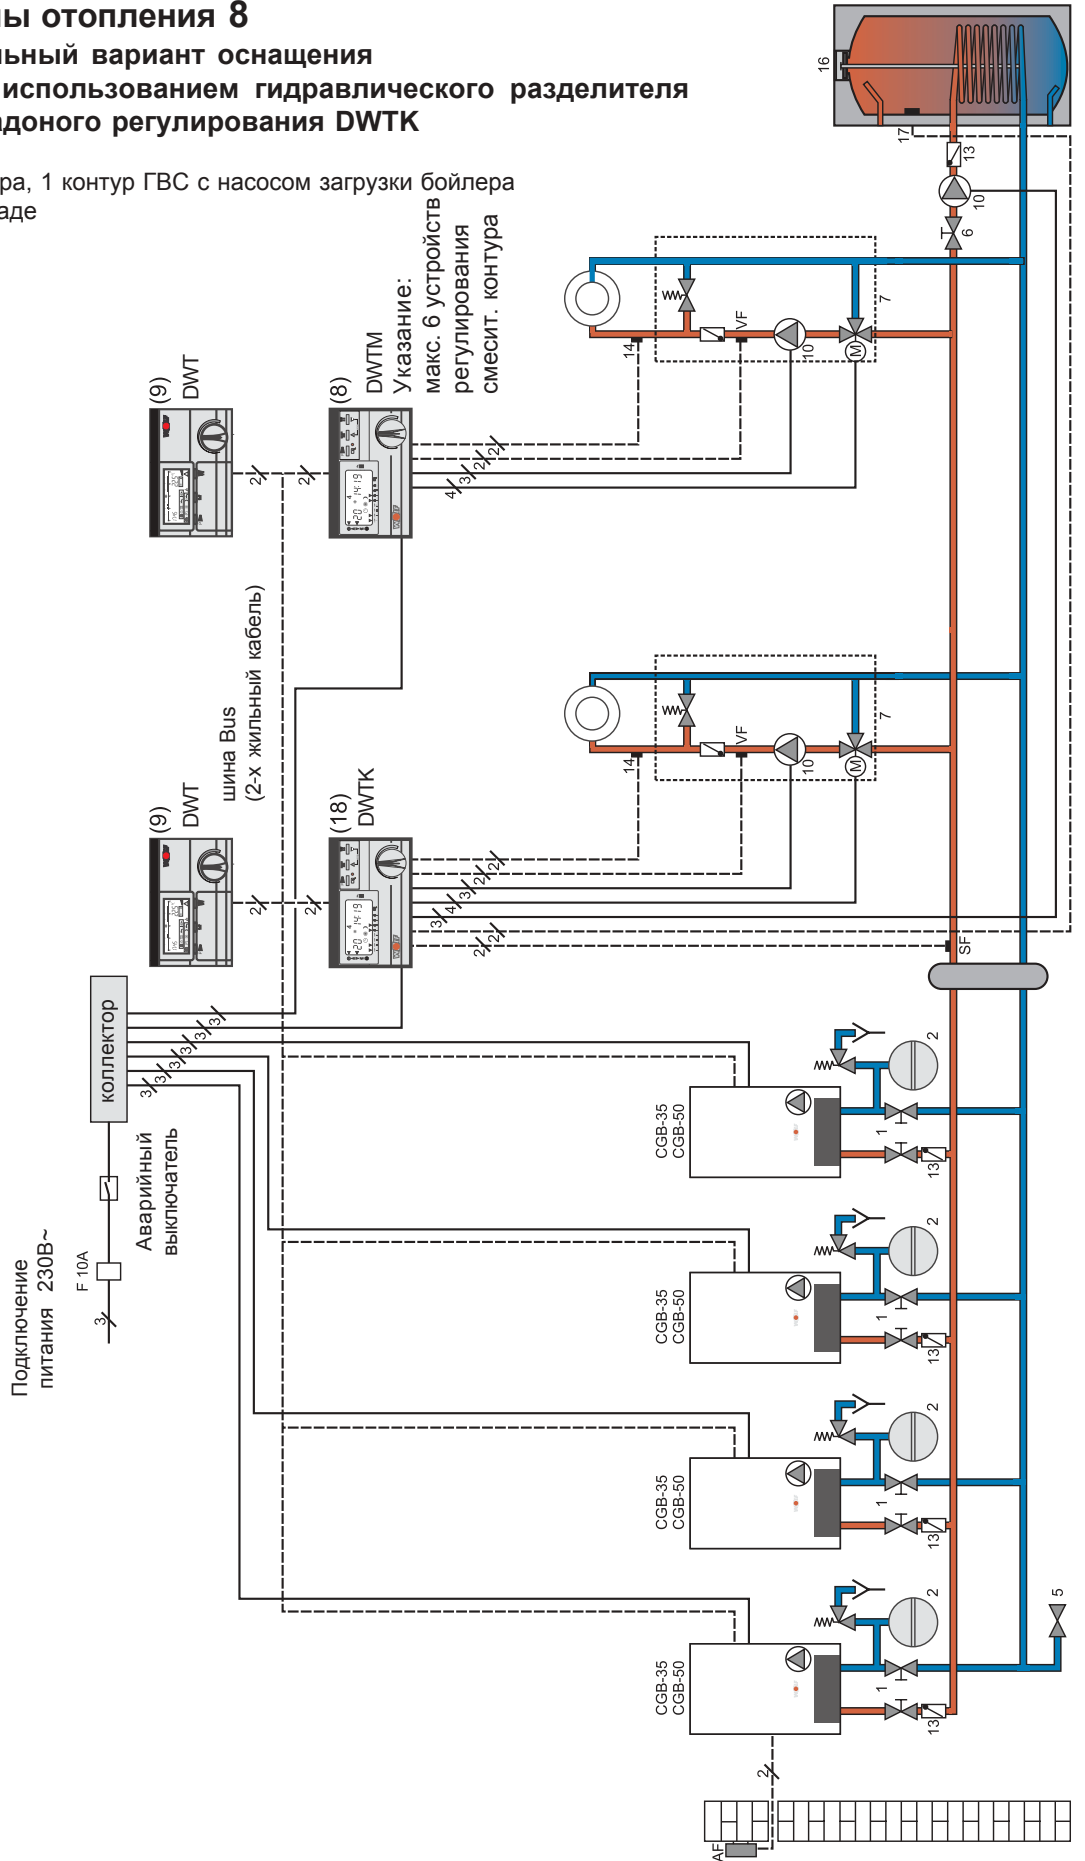 ны отопления 8
льный вариант оснащения
использованием гидравлического разделителя
адоного регулирования DWTK
ра, 1 контур ГВС с насосом загрузки бойлера
аде
16
17
13
10
6
(9)
DWT
(8)
DWTM
Указание:
макс. 6 устройств
регулирования
смесит. контура
2
2
4
3
2
2
14
VF
10
M
7
шина Bus
(2-х жильный кабель)
(9)
DWT
(18)
DWTK
2
2
3
4
3
2
2
2
2
14
VF
10
M
7
SF
коллектор
3
3
3
3
3
3
Аварийный
выключатель
F 10A
3
Подключение
питания 230В~
CGB-35
CGB-50
1
2
13
CGB-35
CGB-50
1
2
13
CGB-35
CGB-50
1
2
13
CGB-35
CGB-50
1
2
13
5
2
AF